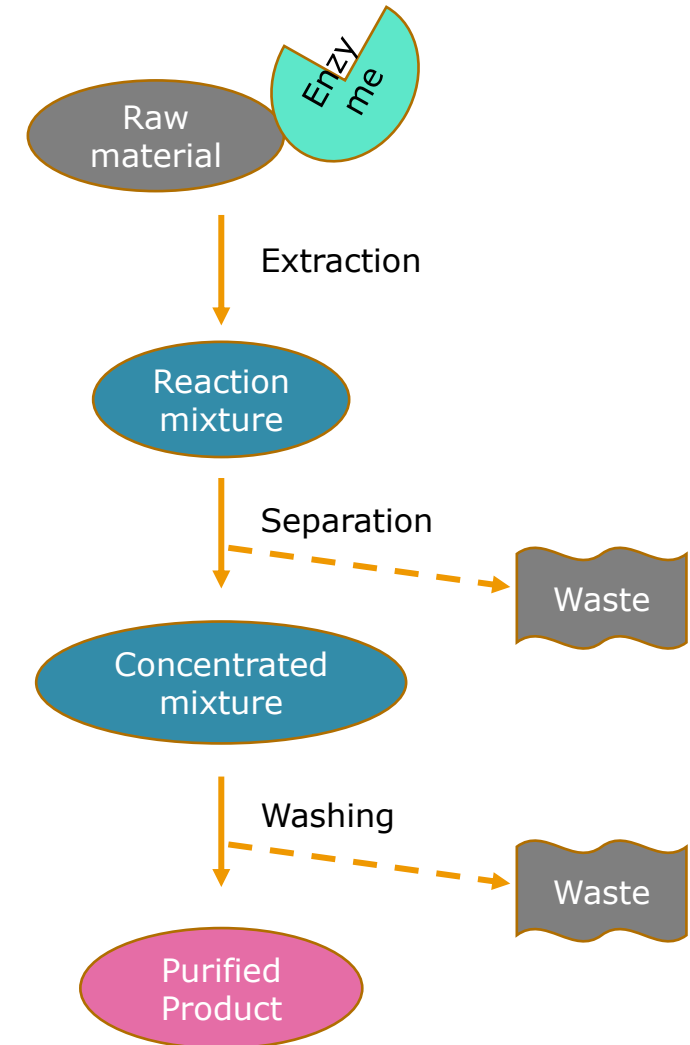 Enzy
me
Raw
material
Extraction
Reaction
mixture
Separation
Waste
Concentrated
mixture
Washing
Waste
Purified
Product